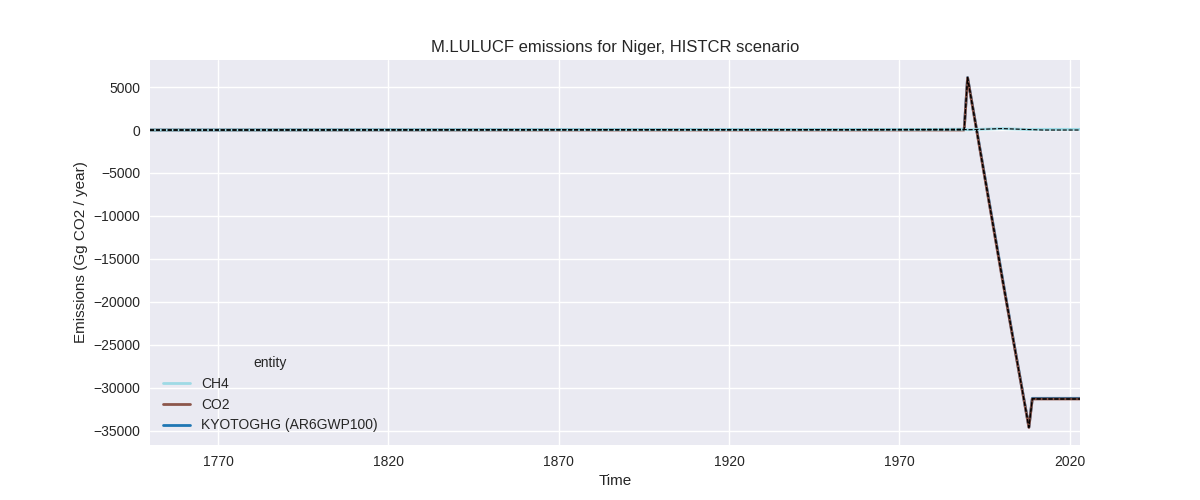 M.LULUCF emissions for Niger, HISTCR scenario
Emissions (Gg CO2 / year)
5000
0
−5000
−10000
−15000
−20000
−25000
−30000
−35000
entity
CH4
CO2
KYOTOGHG (AR6GWP100)
1770 1820 1870 1920 1970 2020
Time